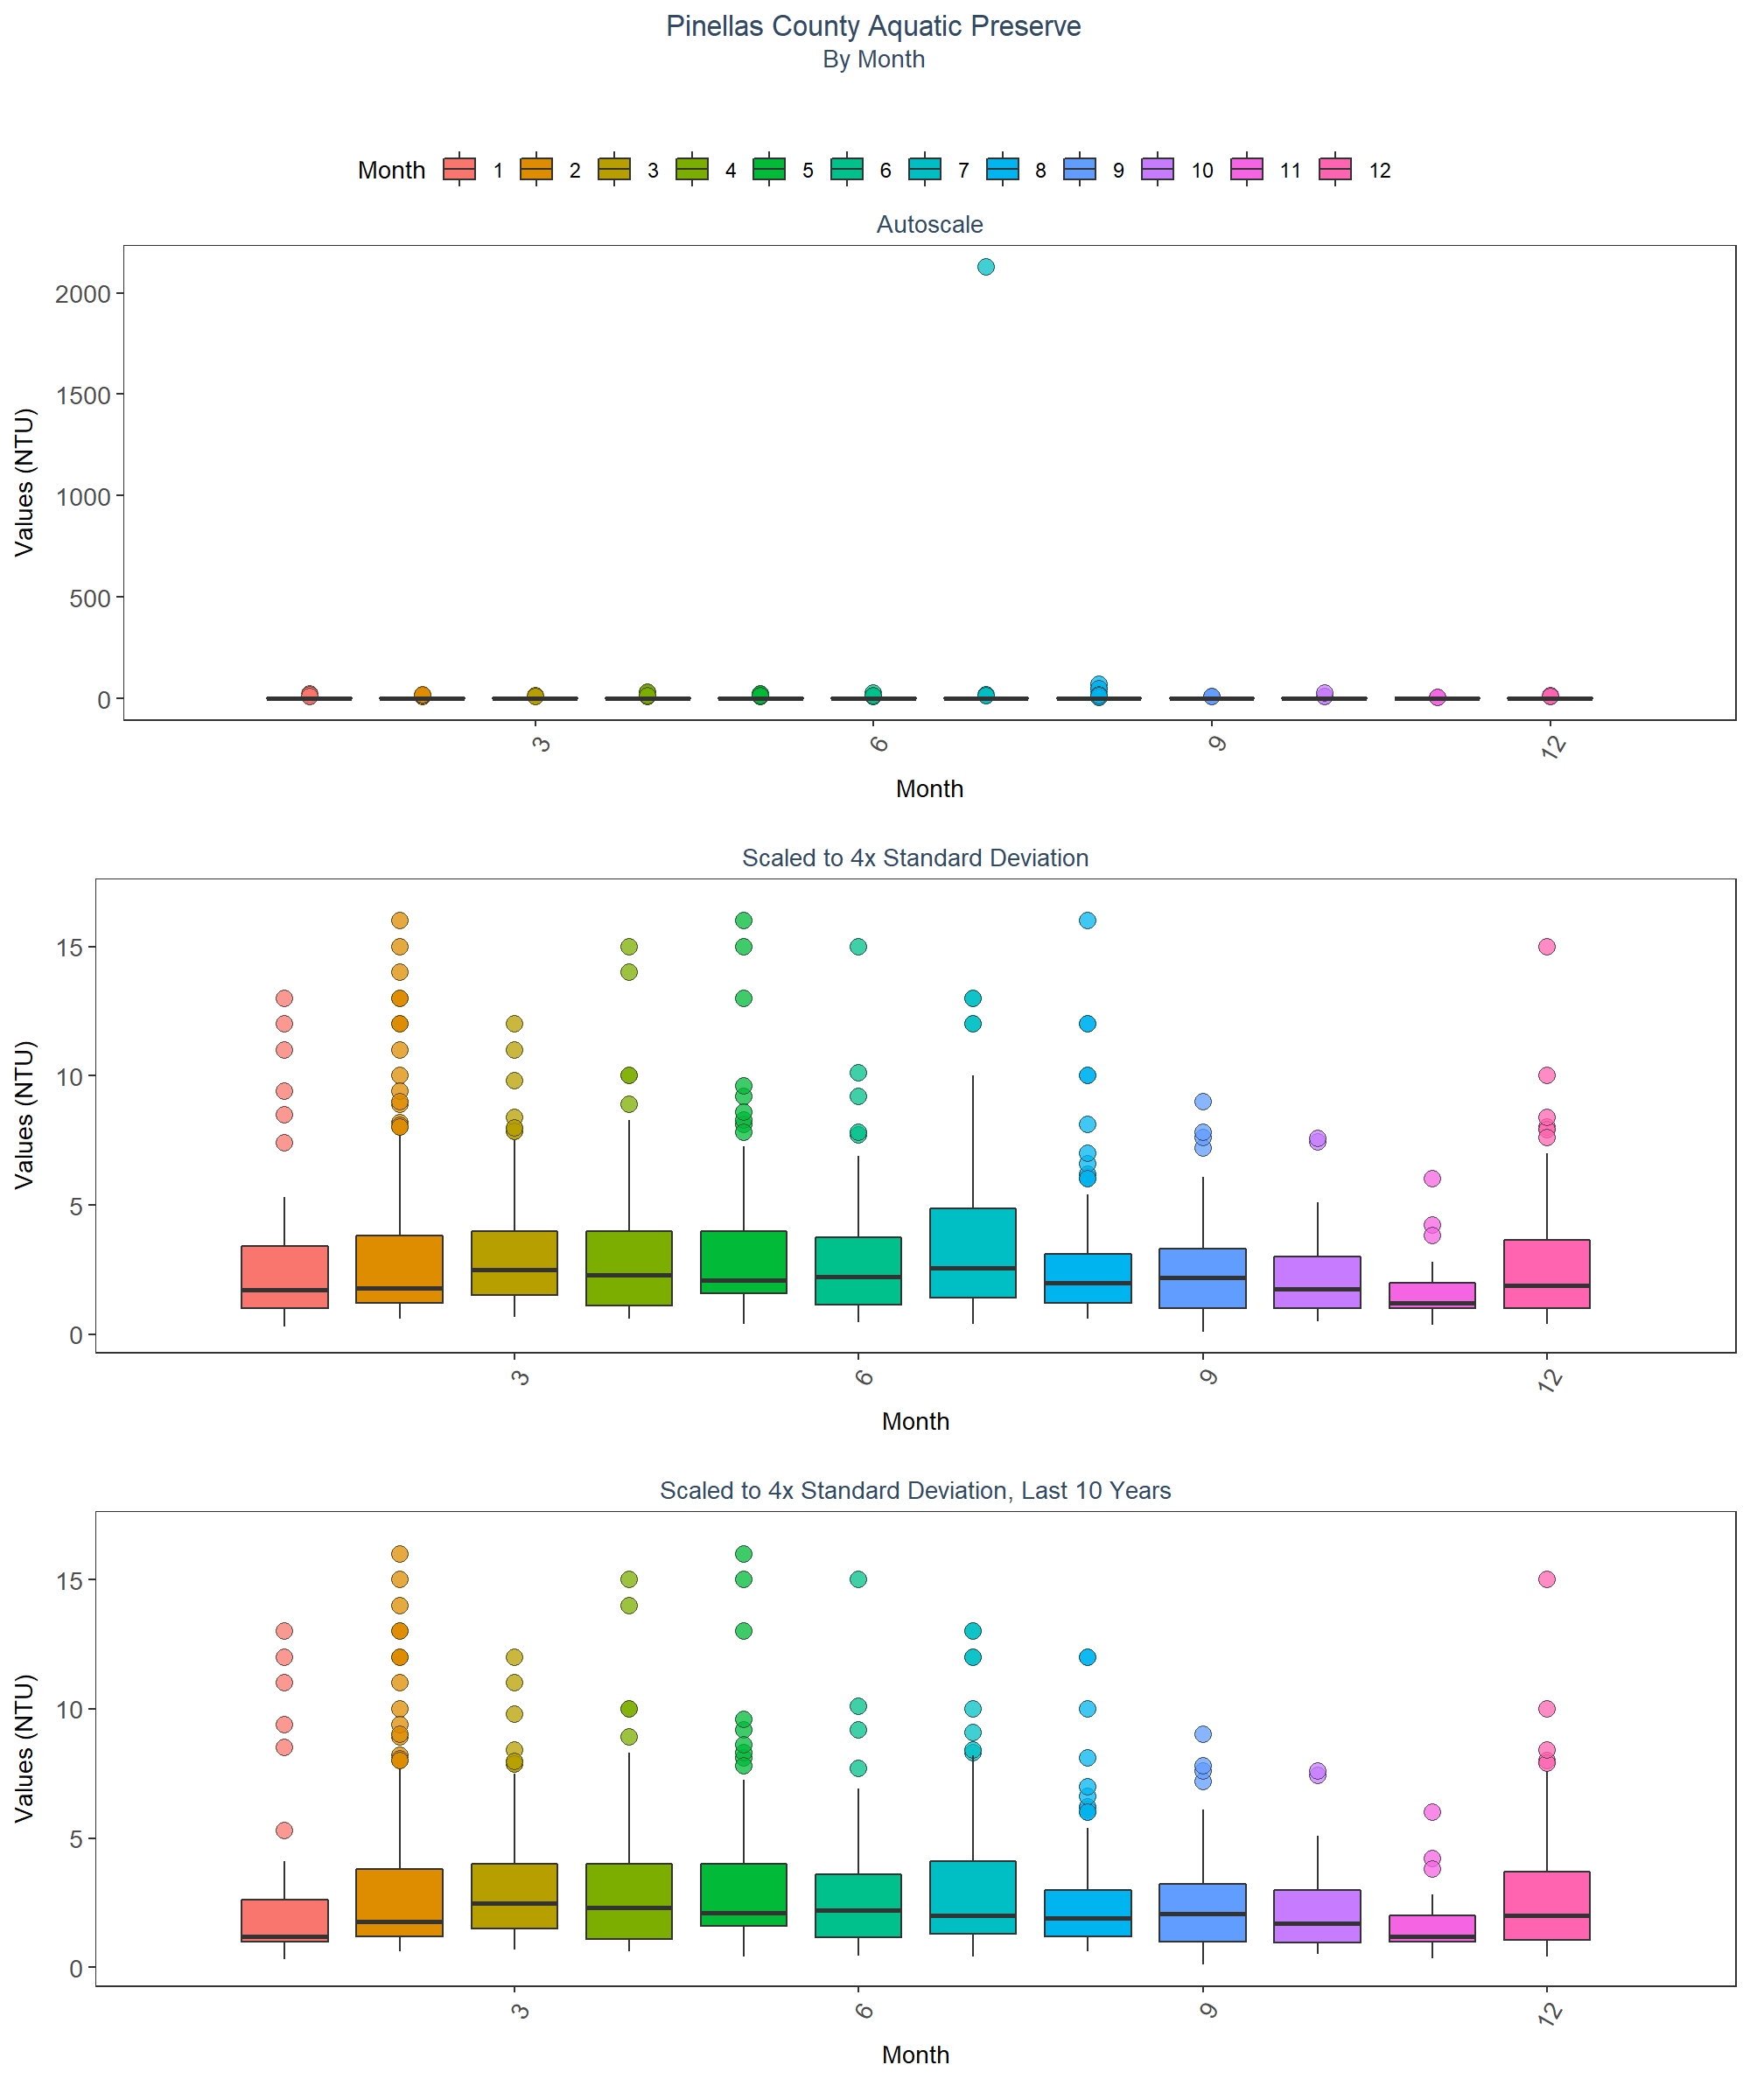 Pinellas County Aquatic Preserve
By Month
Month 1 2 3 4 5 6 7 8 9 10 11 12
Autoscale
Values (NTU)
2000
1500
1000
500
0
3 6 9 12
Month
Scaled to 4x Standard Deviation
Values (NTU)
15
10
5
0
3 6 9 12
Month
Scaled to 4x Standard Deviation, Last 10 Years
Values (NTU)
15
10
5
0
3 6 9 12
Month